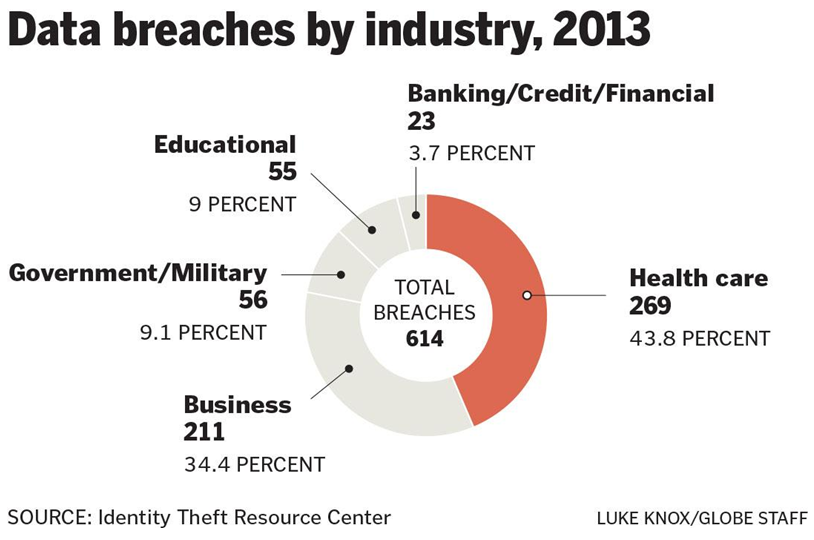 Data breaches by industry, 2013
Banking/Credit/Financial
23
3.7 PERCENT
Educational
55
9 PERCENT
Government/Military
56
9.1 PERCENT
TOTAL
BREACHES
614
Health care
269
43.8 PERCENT
Business
211
34.4 PERCENT
SOURCE: Identity Theft Resource Center
LUKE KNOX/GLOBE STAFF